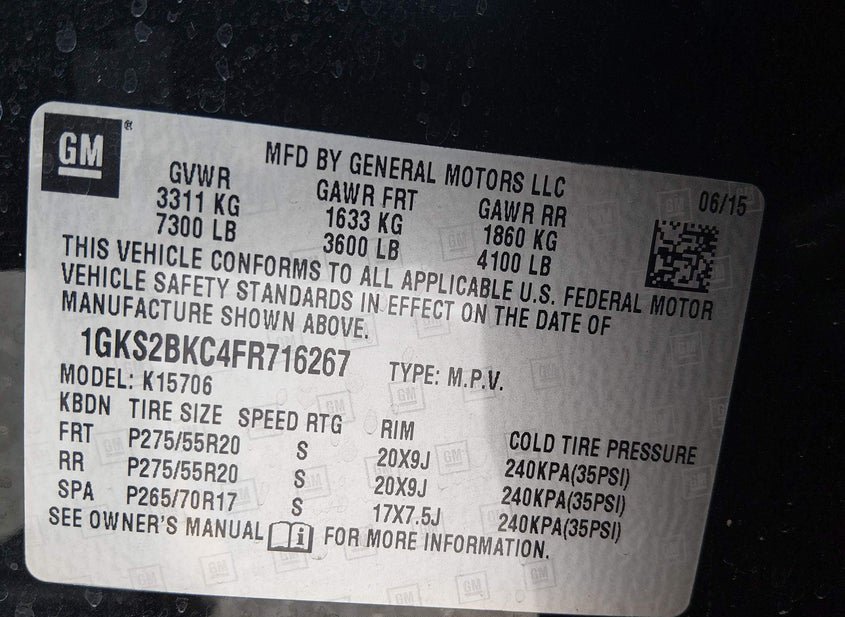 GM ®
MFD BY GENERAL MOTORS LLC
06/15
GVWR GAWR FRT GAWR RR
3311 KG 1633 KG 1860 KG
7300 LB 3600 LB 4100 LB
THIS VEHICLE CONFORMS TO ALL APPLICABLE U.S. FEDERAL MOTOR
VEHICLE SAFETY STANDARDS IN EFFECT ON THE DATE OF
MANUFACTURE SHOWN ABOVE.
1GKS2BKC4FR716267 TYPE: M.P.V.
MODEL: K15706
KBDN TIRE SIZE SPEED RTG RIM COLD TIRE PRESSURE
FRT P275/55R20 S 20X9J 240KPA(35PSI)
RR P275/55R20 S 20X9J 240KPA(35PSI)
SPA P265/70R17 S 17X7.5J 240KPA(35PSI)
SEE OWNER'S MANUAL i FOR MORE INFORMATION.